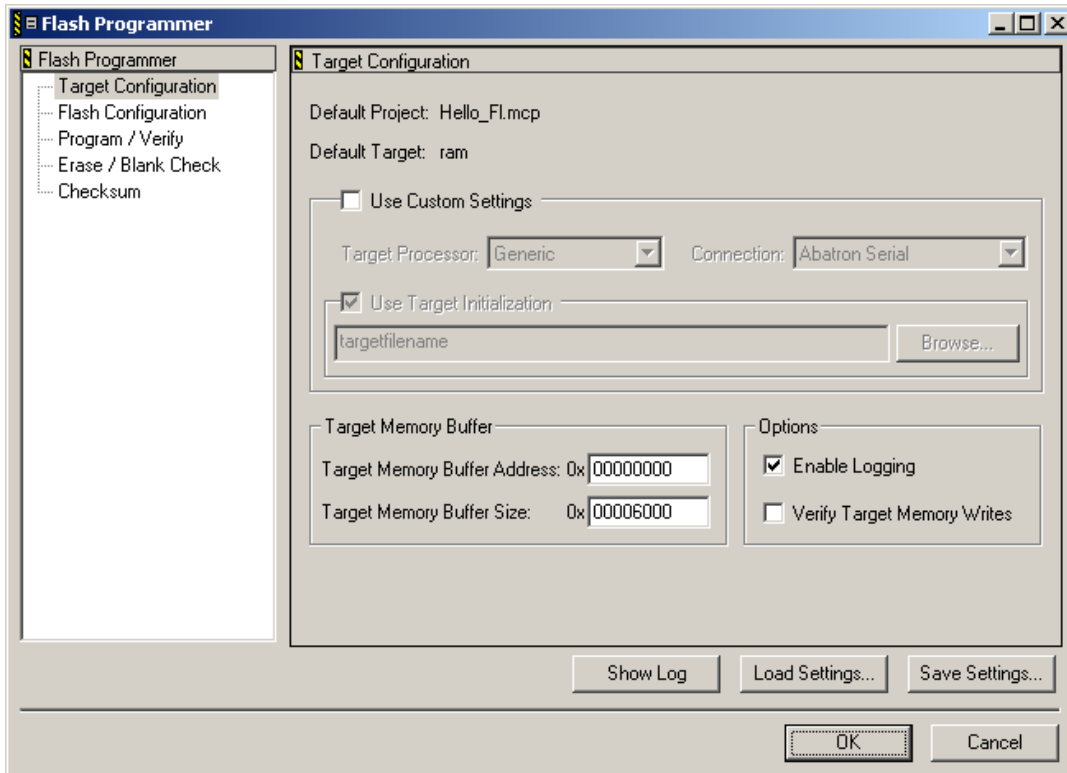 Flash Programmer
Flash Programmer
Target Configuration
Flash Configuration
Program / Verify
Erase / Blank Check
Checksum
Target Configuration
Default Project: Hello_Fl.mcp
Default Target: ram
Use Custom Settings
Target Processor: Generic Connection: Abatron Serial
Use Target Initialization
targetfilename Browse...
Target Memory Buffer
Target Memory Buffer Address: 0x 00000000
Target Memory Buffer Size: 0x 00006000
Options
Enable Logging
Verify Target Memory Writes
Show Log Load Settings... Save Settings...
OK Cancel